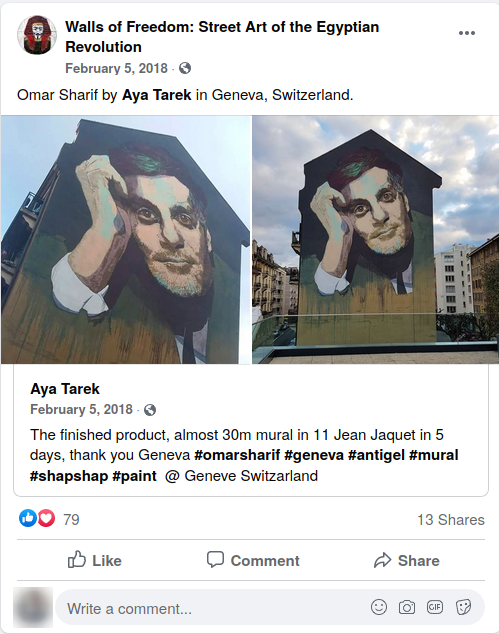 Walls of Freedom: Street Art of the Egyptian
Revolution
February 5, 2018 ·
Omar Sharif by Aya Tarek in Geneva, Switzerland.
Aya Tarek
February 5, 2018 ·
The finished product, almost 30m mural in 11 Jean Jaquet in 5
days, thank you Geneva #omarsharif #geneva #antigel #mural
#shapshap #paint @ Geneve Switzarland
79
13 Shares
Like
Comment
Share
Write a comment...
GIF